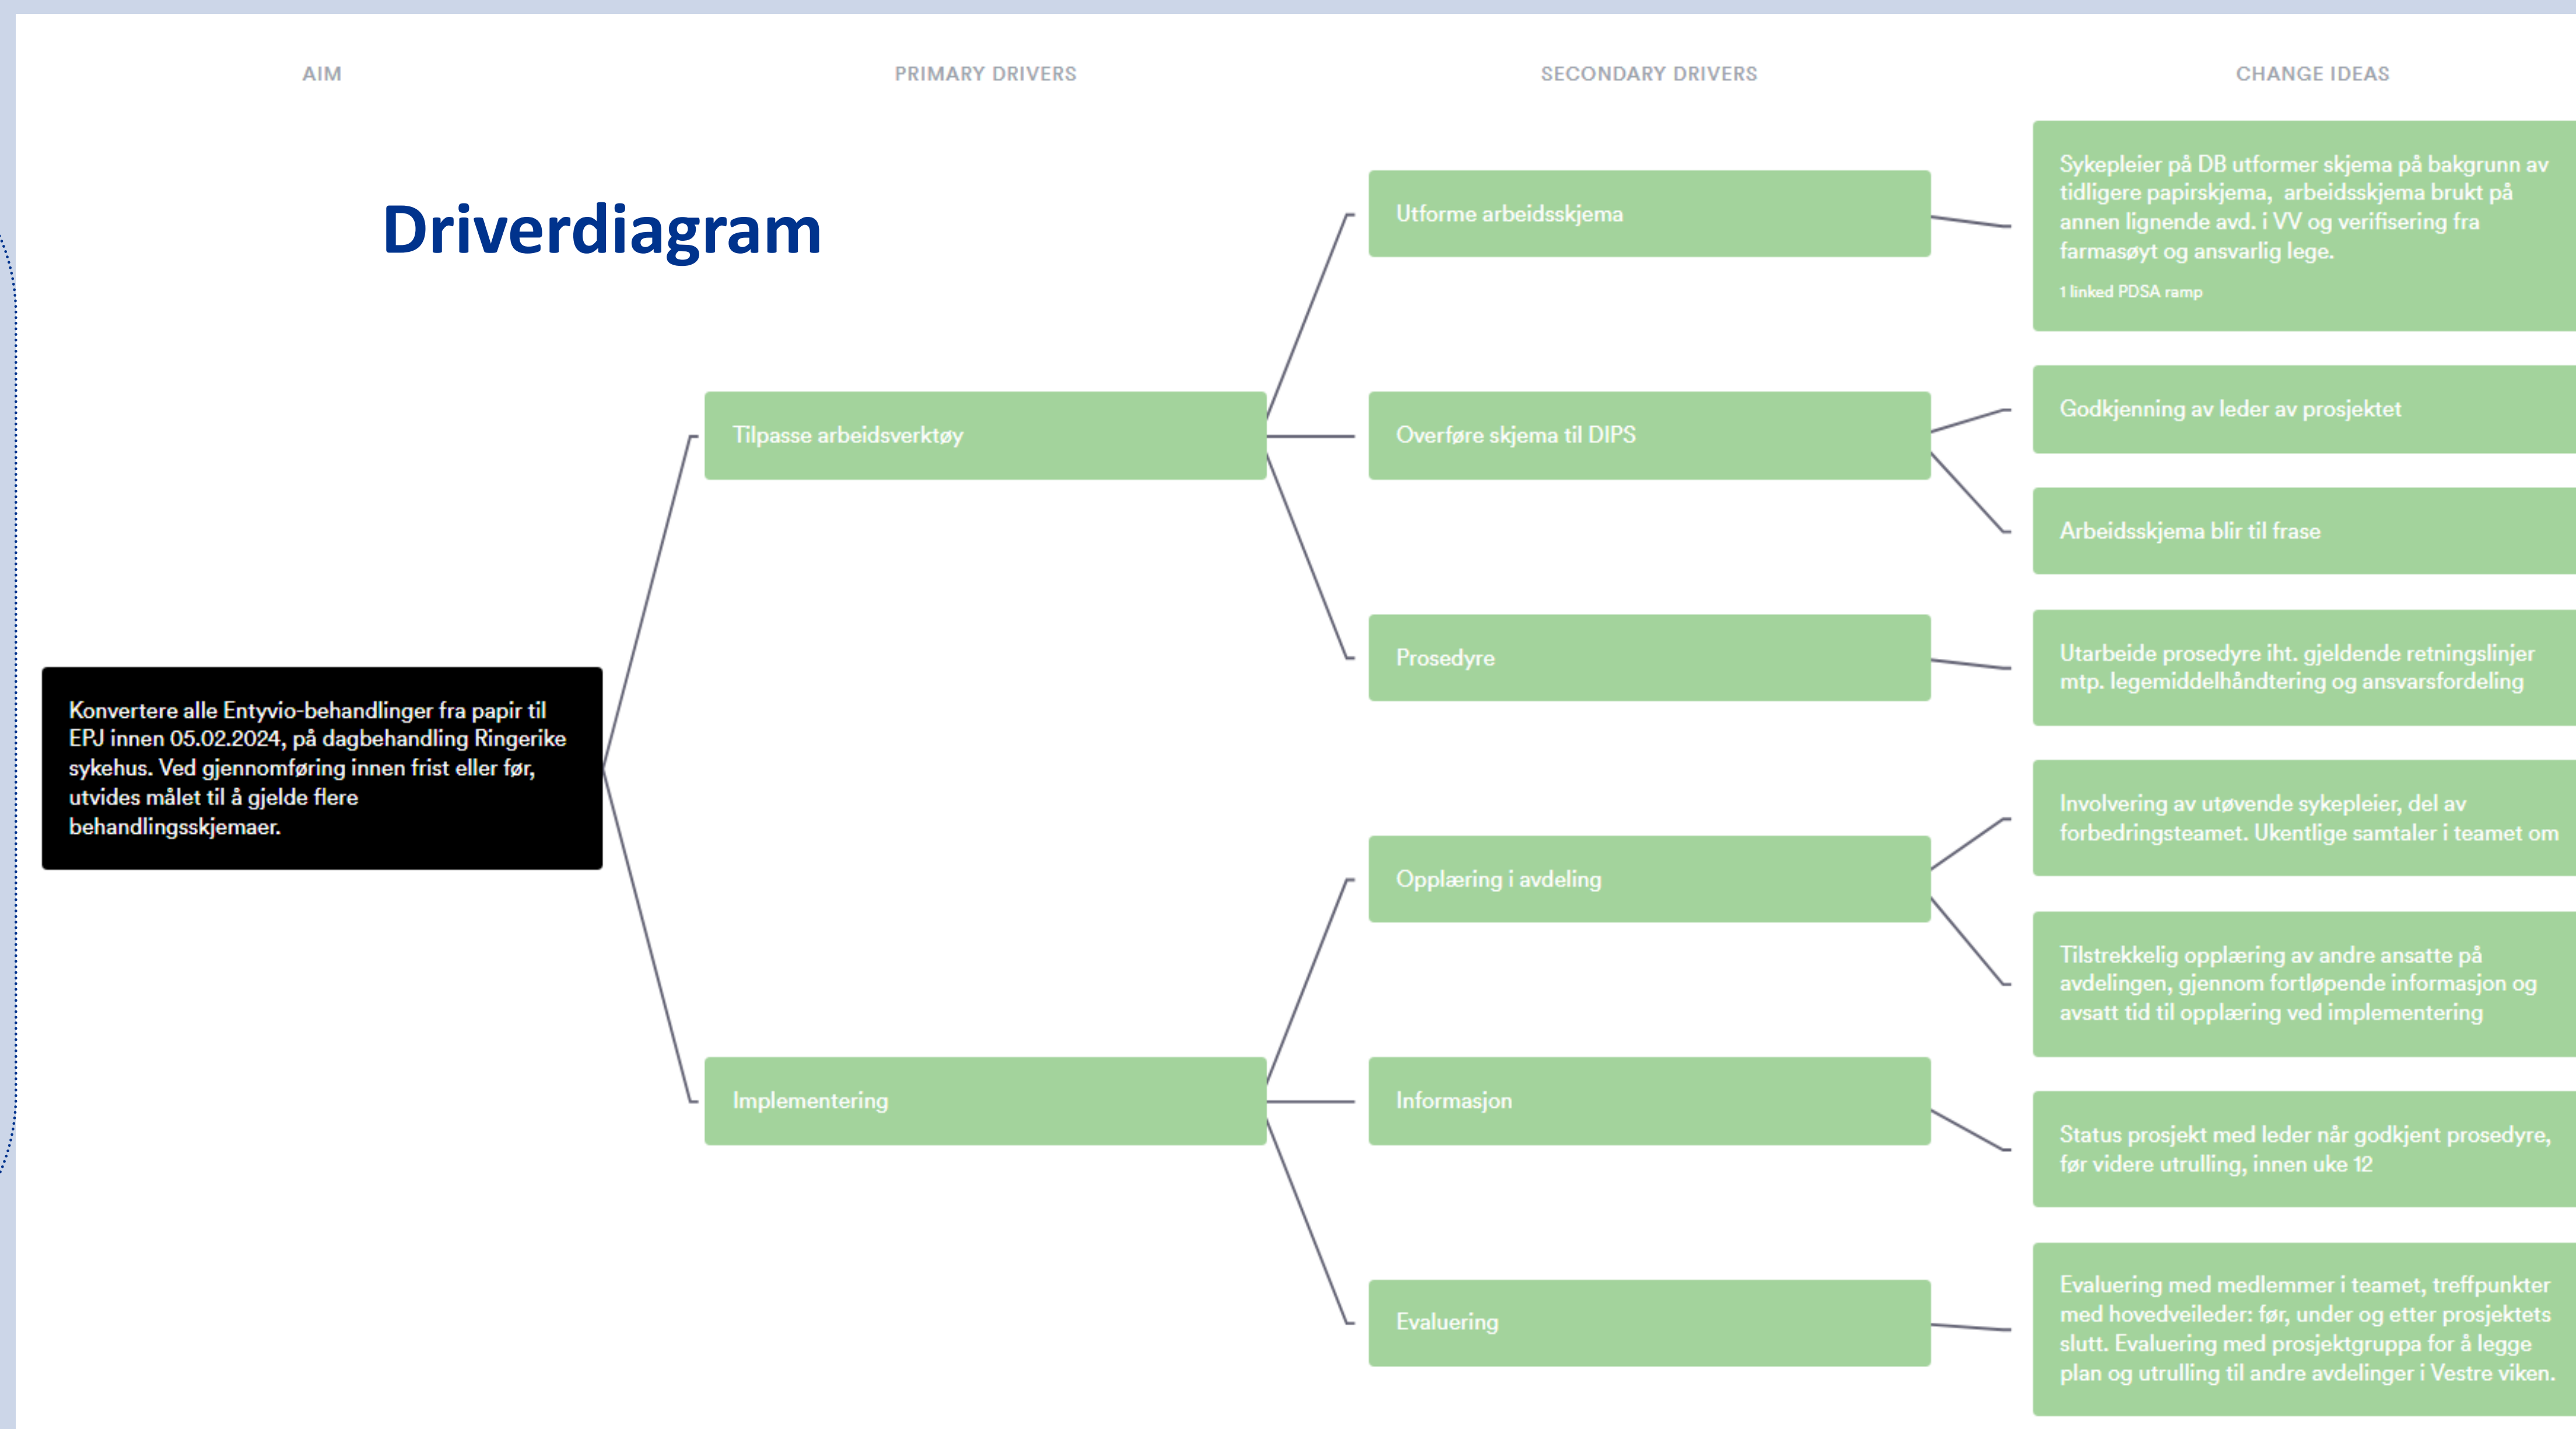 AIM
PRIMARY DRIVERS
SECONDARY DRIVERS
CHANGE IDEAS
Driverdiagram
Konvertere alle Entyvio-behandlinger fra papir til
EPJ innen 05.02.2024, på dagbehandling Ringerike
sykehus. Ved gjennomføring innen frist eller før,
utvides målet til å gjelde flere
behandlingsskjemaer.
Tilpasse arbeidsverktøy
Implementering
Utforme arbeidsskjema
Overføre skjema til DIPS
Prosedyre
Opplæring i avdeling
Informasjon
Evaluering
Sykepleier på DB utformer skjema på bakgrunn av
tidligere papirskjema, arbeidsskjema brukt på
annen lignende avd. i VV og verifisering fra
farmasøyt og ansvarlig lege.
1 linked PDSA ramp
Godkjenning av leder av prosjektet
Arbeidsskjema blir til frase
Utarbeide prosedyre iht. gjeldende retningslinjer
mtp. legemiddelhåndtering og ansvarsfordeling
Involvering av utøvende sykepleier, del av
forbedringsteamet. Ukentlige samtaler i teamet om
Tilstrekkelig opplæring av andre ansatte på
avdelingen, gjennom fortløpende informasjon og
avsatt tid til opplæring ved implementering
Status prosjekt med leder når godkjent prosedyre,
før videre utrulling, innen uke 12
Evaluering med medlemmer i teamet, treffpunkter
med hovedveileder: før, under og etter prosjektets
slutt. Evaluering med prosjektgruppa for å legge
plan og utrulling til andre avdelinger i Vestre viken.